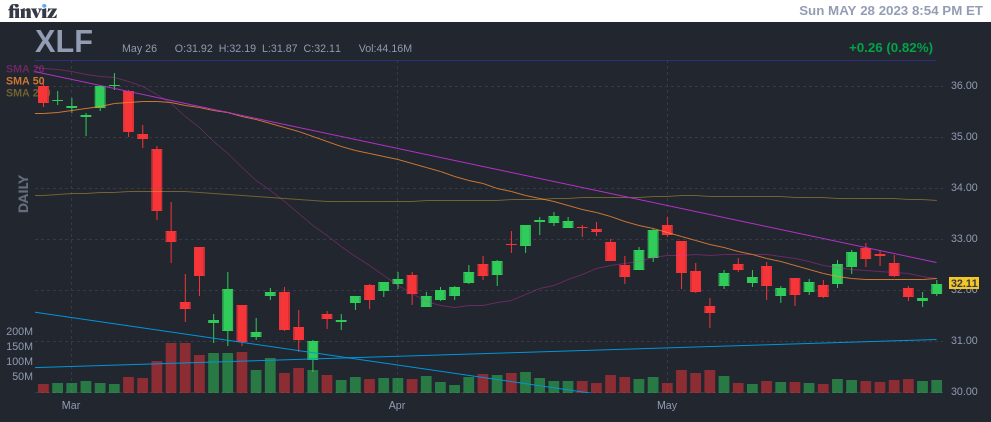 finviz
Sun MAY 28 2023 8:54 PM ET
XLF
May 26 O:31.92 H:32.19 L:31.87 C:32.11 Vol:44.16M
+0.26 (0.82%)
SMA 20
SMA 50
SMA 200
36.00
35.00
34.00
DAILY
33.00
32.11
32.00
200M
150M
31.00
100M
50M
30.00
Mar
Apr
May